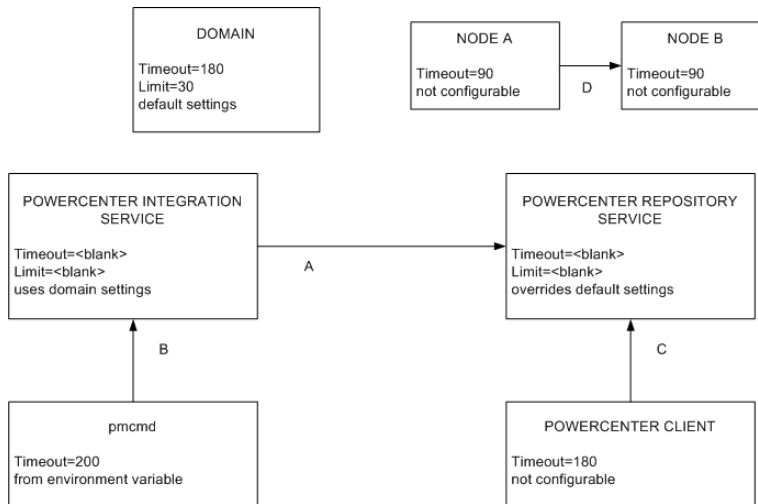 DOMAIN
Timeout=180
Limit=30
default settings
NODE A
Timeout=90
not configurable
D
NODE B
Timeout=90
not configurable
POWERCENTER INTEGRATION
SERVICE
Timeout=<blank>
Limit=<blank>
uses domain settings
A
POWERCENTER REPOSITORY
SERVICE
Timeout=<blank>
Limit=<blank>
overrides default settings
B
C
pmcmd
Timeout=200
from environment variable
POWERCENTER CLIENT
Timeout=180
not configurable